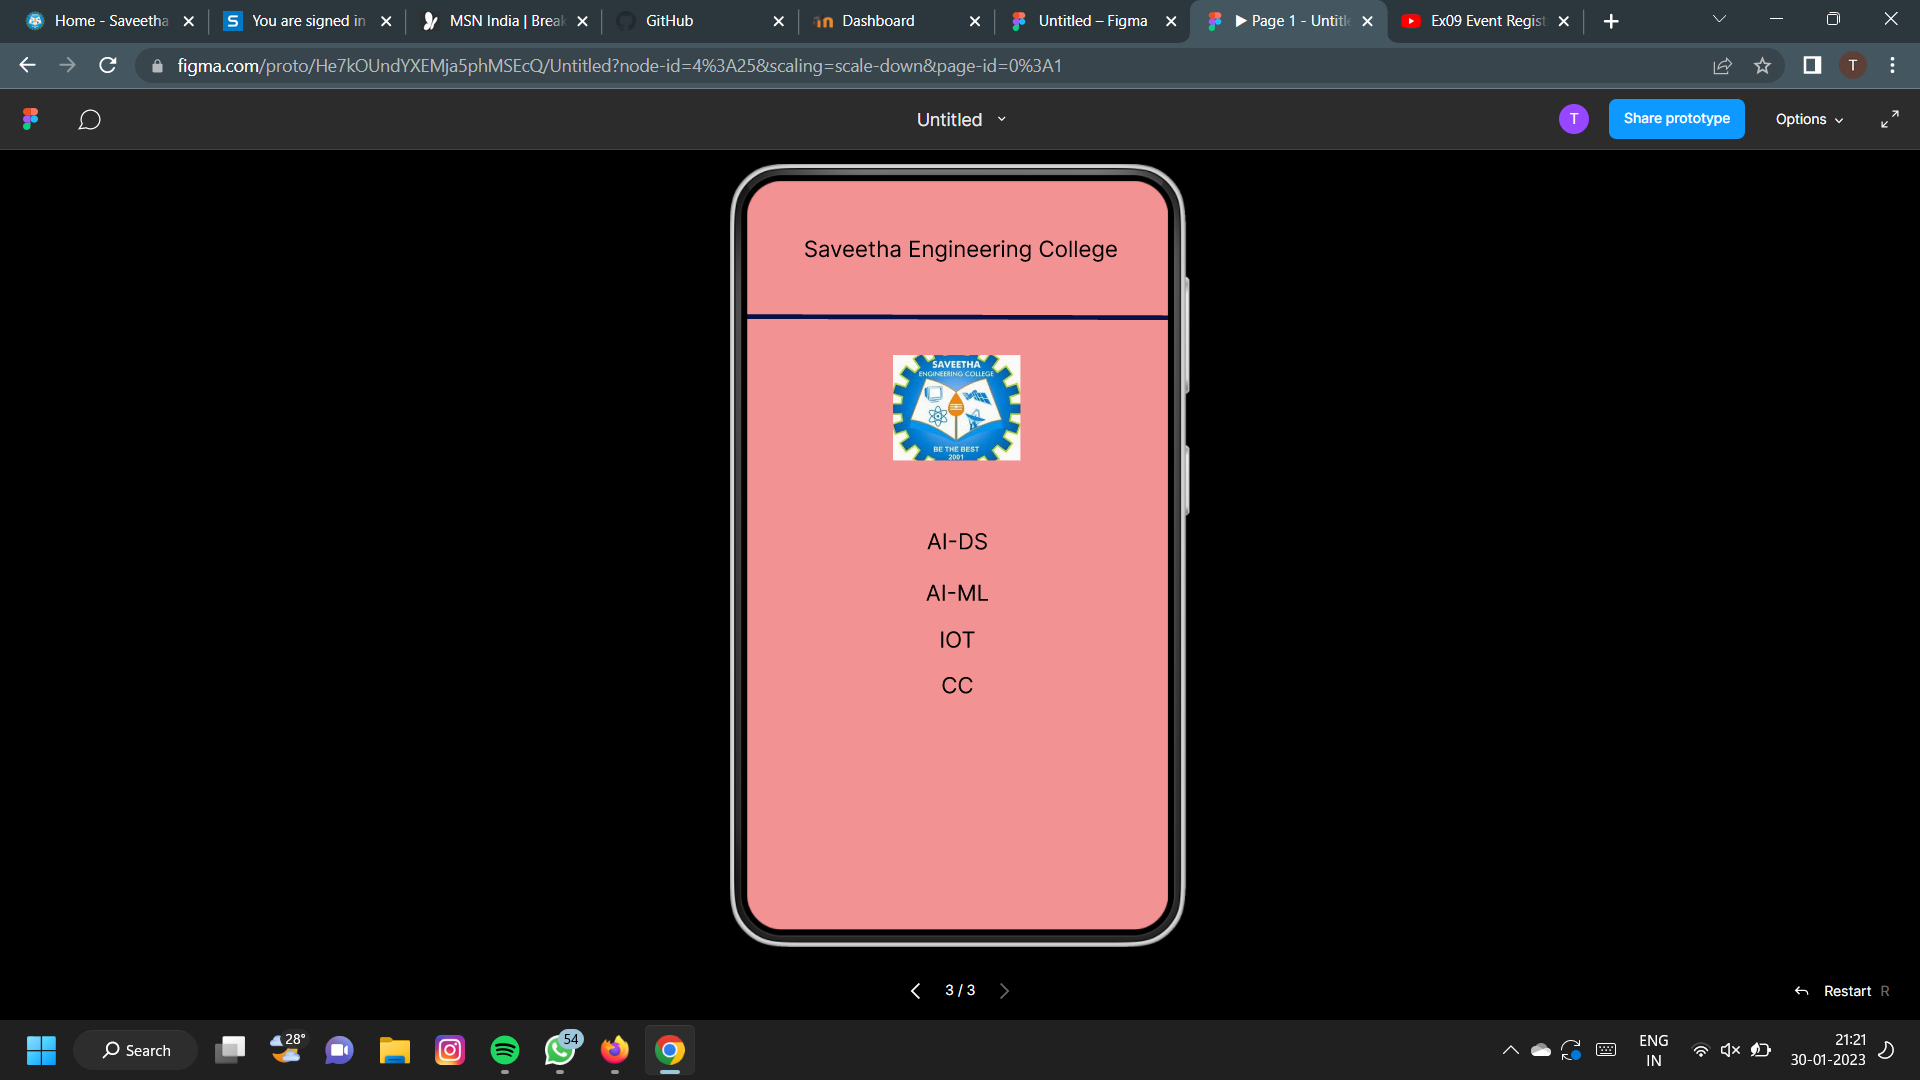 Home - Saveetha
You are signed in
MSN India | Break
GitHub
Dashboard
Untitled – Figma
Page 1 - Untitle
Ex09 Event Regist
figma.com/proto/He7kOUndYXEMja5phMSEcQ/Untitled?node-id=4%3A25&scaling=scale-down&page-id=0%3A1
T
Untitled
T
Share prototype
Options
Saveetha Engineering College
SAVEETHA
ENGINEERING COLLEGE
BE THE BEST
2001
AI-DS
AI-ML
IOT
CC
3 / 3
Restart R
Search
28°
54
ENG
IN
21:21
30-01-2023